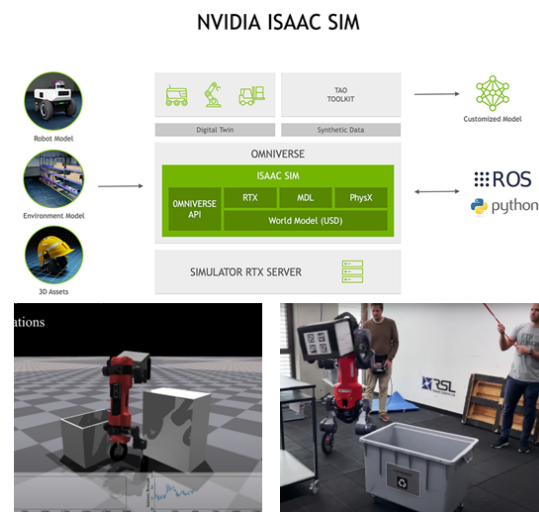 NVIDIA ISAAC SIM
Robot Model
Environment Model
3D Assets
TAO
TOOLKIT
Digital Twin
Synthetic Data
OMNIVERSE
ISAAC SIM
OMNIVERSE
API
RTX
MDL
PhysX
World Model (USD)
SIMULATOR RTX SERVER
Customized Model
ROS
python
ations
RSL